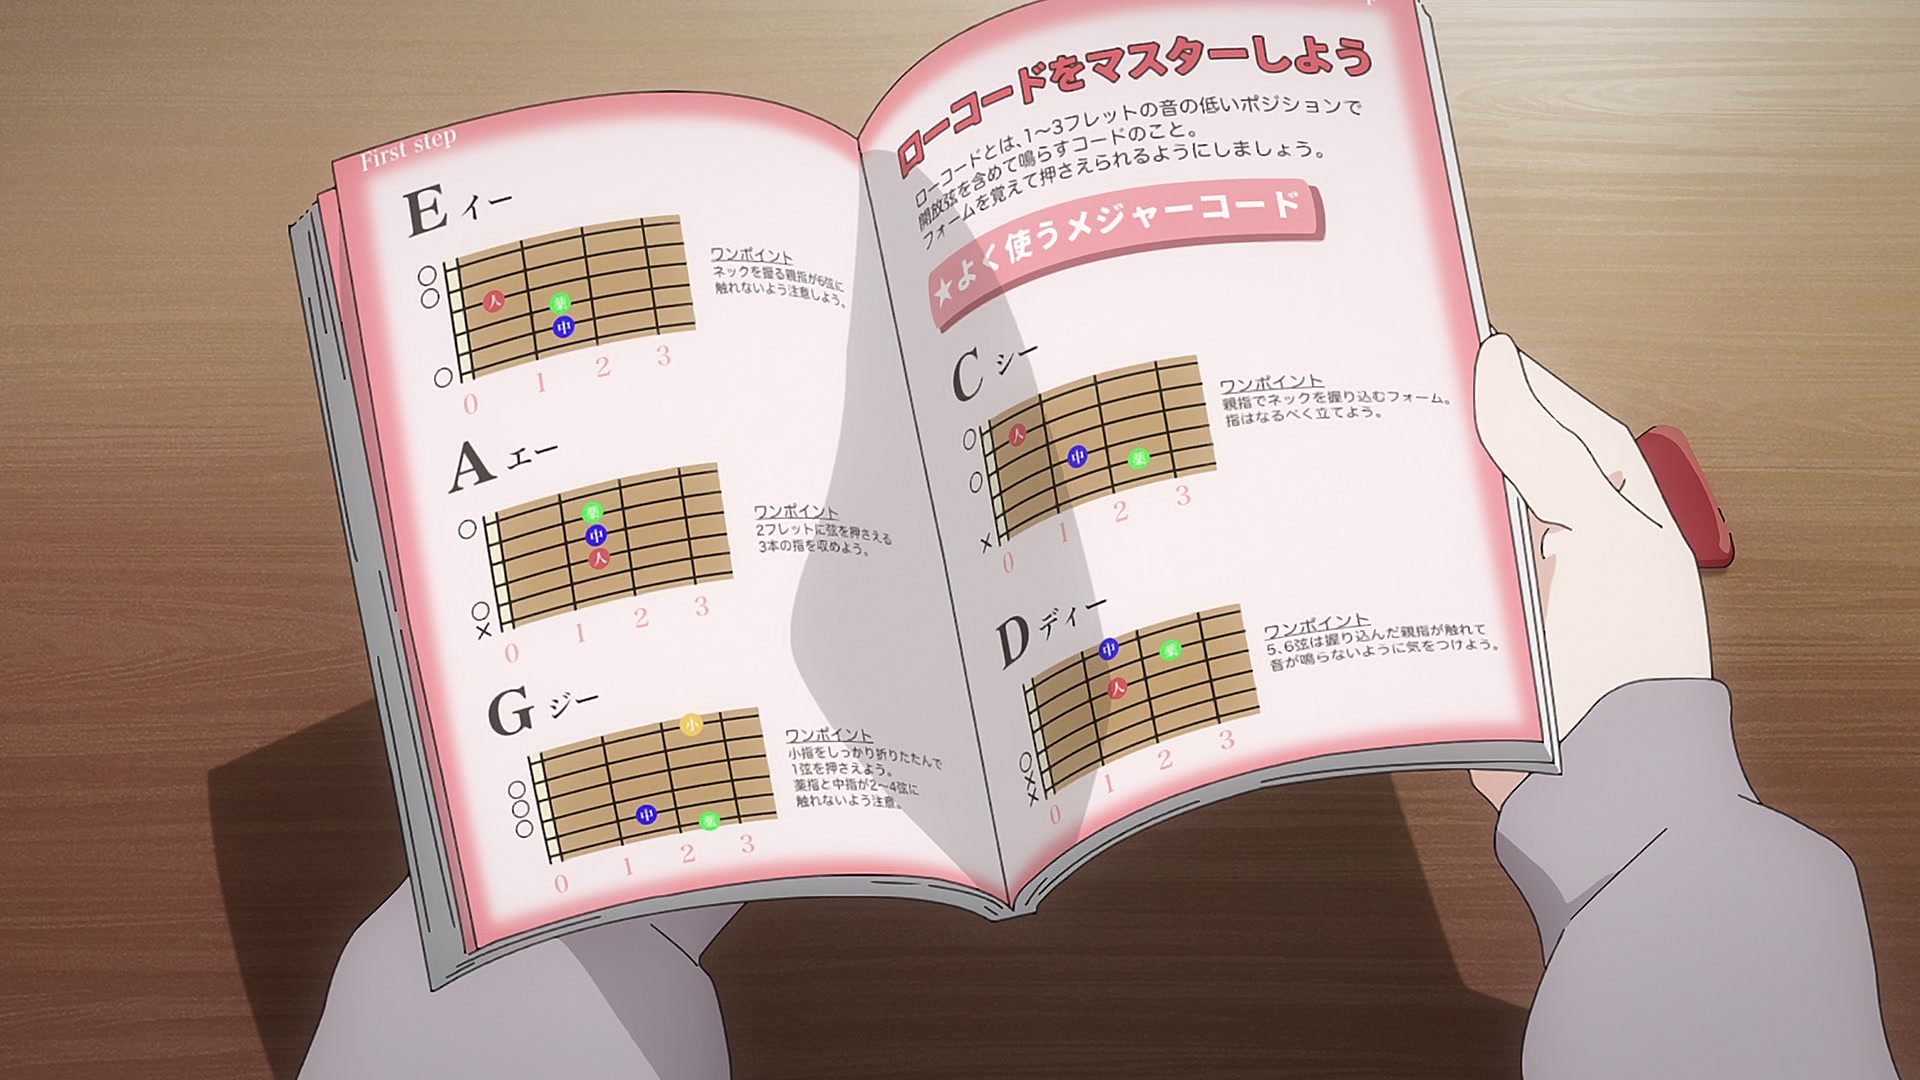 First step
E イー
人
薬
中
0 1 2 3
ワンポイント
ネックを握る親指が6弦に
触れないよう注意しよう。
A エー
薬
中
人
0 1 2 3
ワンポイント
2フレットに弦を押さえる
3本の指を収めよう。
G ジー
小
中
薬
0 1 2 3
ワンポイント
小指をしっかり折りたたんで
1弦を押さえよう。
薬指と中指が2〜4弦に
触れないよう注意。
ローコードをマスターしよう
ローコードとは、1〜3フレットの音の低いポジションで
開放弦を含めて鳴らすコードのこと。
フォームを覚えて押さえられるようにしましょう。
★よく使うメジャーコード
C シー
人
中
薬
0 1 2 3
ワンポイント
親指でネックを握り込むフォーム。
指はなるべく立てよう。
D ディー
中
薬
人
0 1 2 3
ワンポイント
5、6弦は握り込んだ親指が触れて
音が鳴らないように気をつけよう。